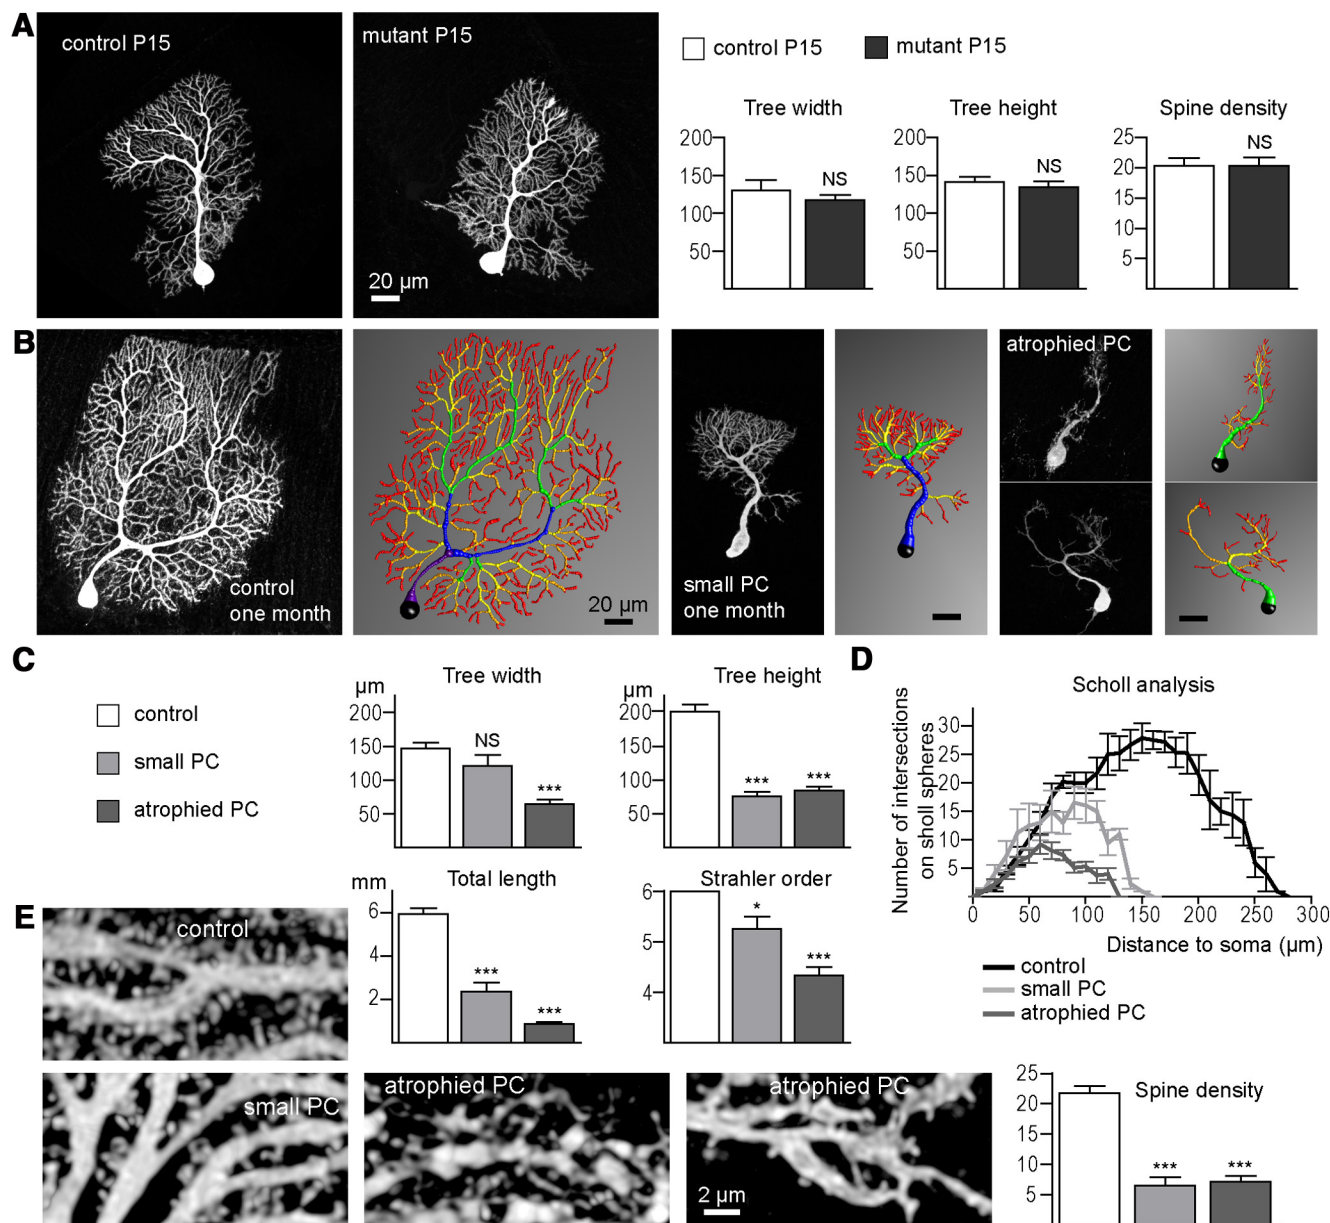 A
control P15
mutant P15
20 µm
control P15
mutant P15
Tree width
200
150
100
50
NS
Tree height
200
150
100
50
NS
Spine density
25
20
15
10
5
NS
B
control
one month
20 µm
small PC
one month
atrophied PC
C
control
small PC
atrophied PC
Tree width
µm
200
150
100
50
NS
***
Tree height
µm
200
150
100
50
***
***
Total length
mm
6
4
2
***
***
Strahler order
6
5
4
*
***
D
Scholl analysis
Number of intersections
on sholl spheres
30
25
20
15
10
5
0
50
100
150
200
250
300
Distance to soma (µm)
control
small PC
atrophied PC
E
control
small PC
atrophied PC
atrophied PC
2 µm
Spine density
25
20
15
10
5
***
***